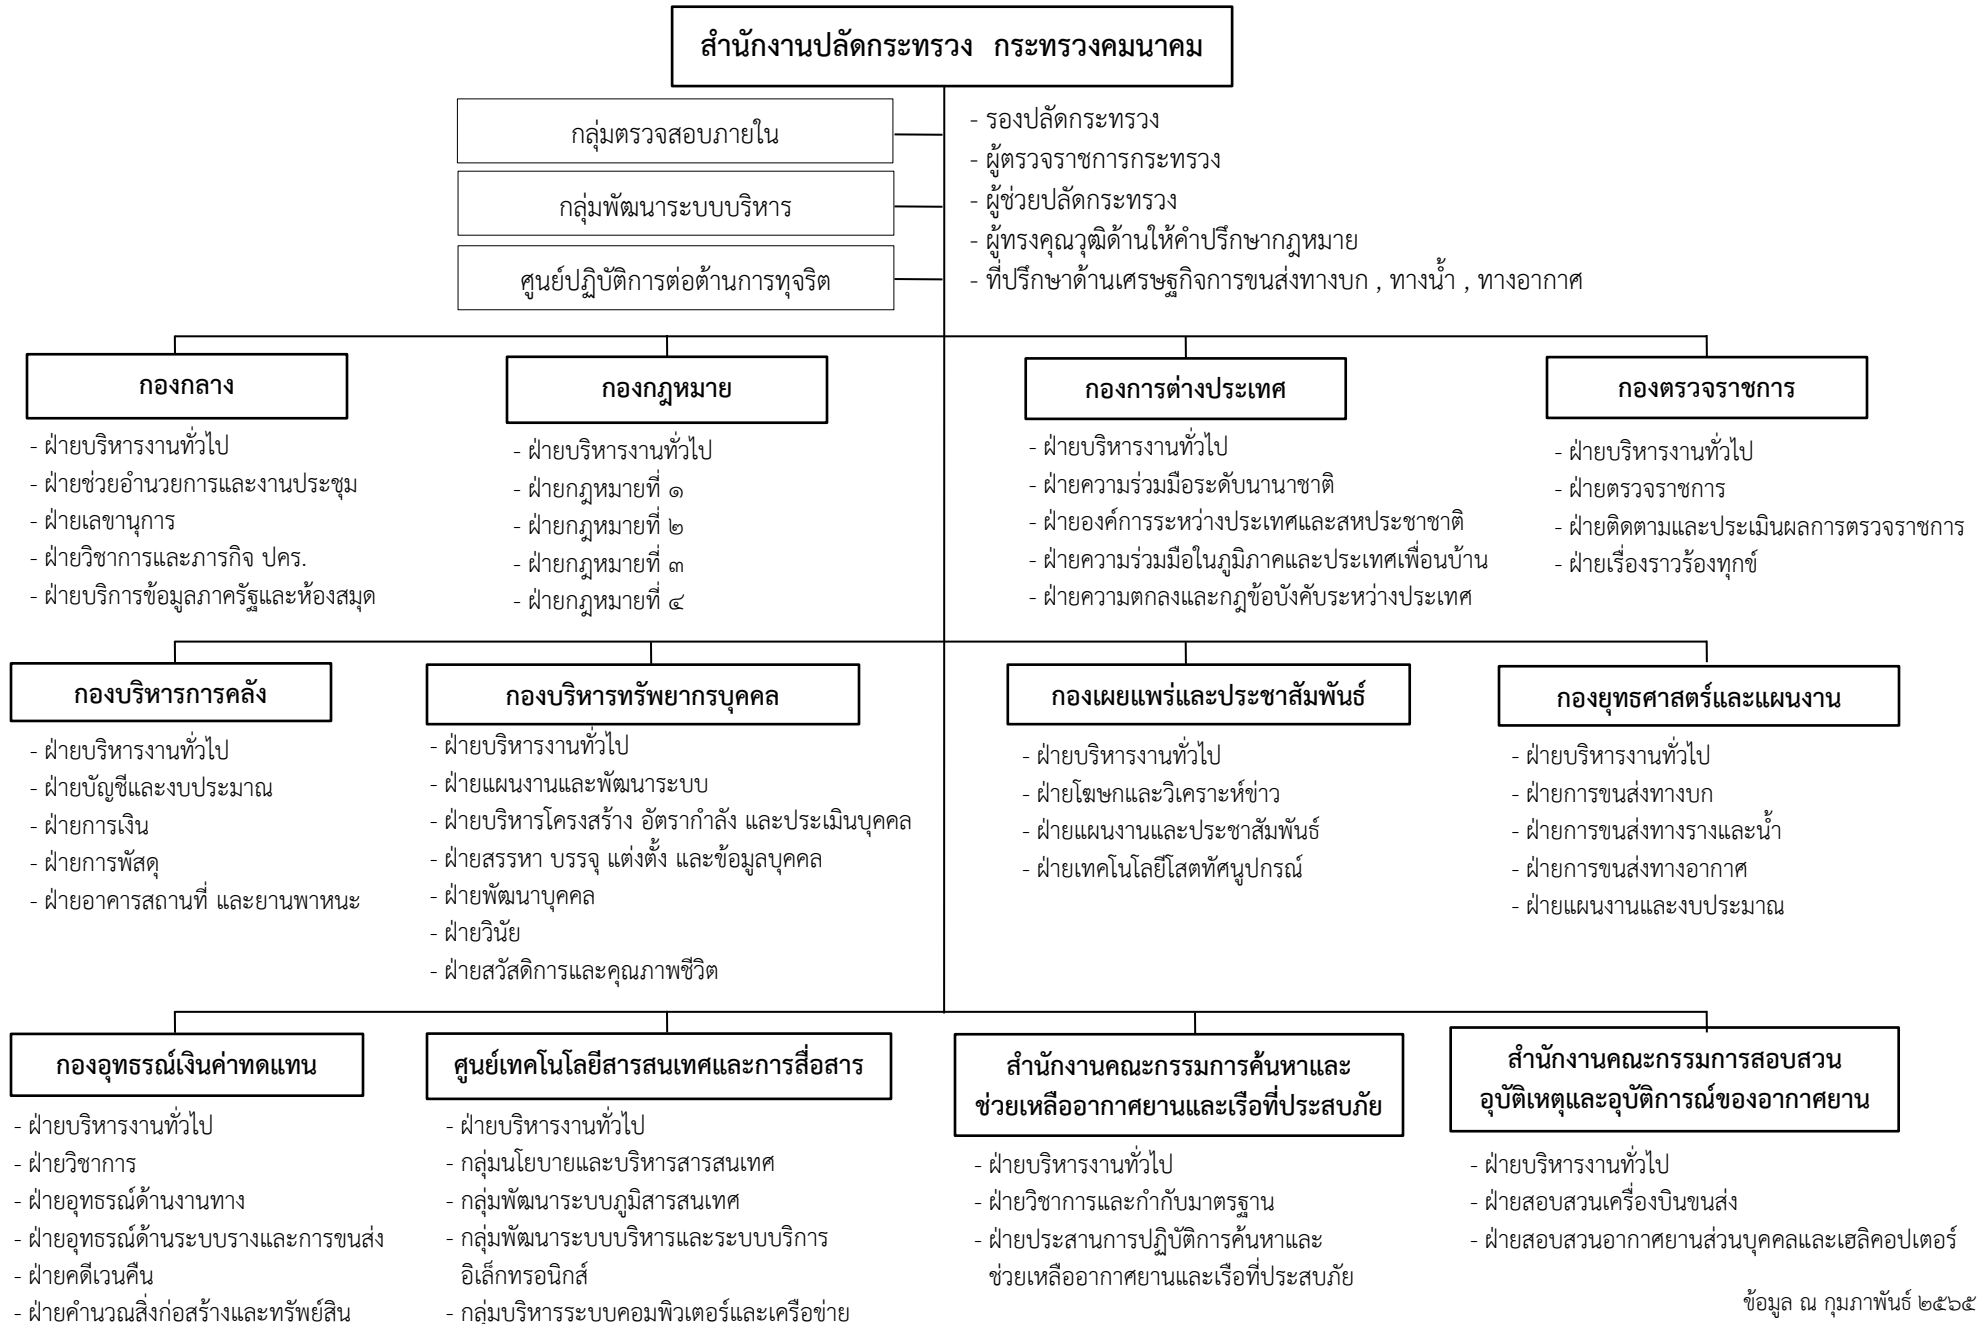 สำนักงานปลัดกระทรวง กระทรวงคมนาคม
กลุ่มตรวจสอบภายใน
กลุ่มพัฒนาระบบบริหาร
ศูนย์ปฏิบัติการต่อต้านการทุจริต
- รองปลัดกระทรวง
- ผู้ตรวจราชการกระทรวง
- ผู้ช่วยปลัดกระทรวง
- ผู้ทรงคุณวุฒิด้านให้คำปรึกษากฎหมาย
- ที่ปรึกษาด้านเศรษฐกิจการขนส่งทางบก , ทางน้ำ , ทางอากาศ
กองกลาง
- ฝ่ายบริหารงานทั่วไป
- ฝ่ายช่วยอำนวยการและงานประชุม
- ฝ่ายเลขานุการ
- ฝ่ายวิชาการและภารกิจ ปคร.
- ฝ่ายบริการข้อมูลภาครัฐและห้องสมุด
กองกฎหมาย
- ฝ่ายบริหารงานทั่วไป
- ฝ่ายกฎหมายที่ ๑
- ฝ่ายกฎหมายที่ ๒
- ฝ่ายกฎหมายที่ ๓
- ฝ่ายกฎหมายที่ ๔
กองการต่างประเทศ
- ฝ่ายบริหารงานทั่วไป
- ฝ่ายความร่วมมือระดับนานาชาติ
- ฝ่ายองค์การระหว่างประเทศและสหประชาชาติ
- ฝ่ายความร่วมมือในภูมิภาคและประเทศเพื่อนบ้าน
- ฝ่ายความตกลงและกฎข้อบังคับระหว่างประเทศ
กองตรวจราชการ
- ฝ่ายบริหารงานทั่วไป
- ฝ่ายตรวจราชการ
- ฝ่ายติดตามและประเมินผลการตรวจราชการ
- ฝ่ายเรื่องราวร้องทุกข์
กองบริหารการคลัง
- ฝ่ายบริหารงานทั่วไป
- ฝ่ายบัญชีและงบประมาณ
- ฝ่ายการเงิน
- ฝ่ายการพัสดุ
- ฝ่ายอาคารสถานที่ และยานพาหนะ
กองบริหารทรัพยากรบุคคล
- ฝ่ายบริหารงานทั่วไป
- ฝ่ายแผนงานและพัฒนาระบบ
- ฝ่ายบริหารโครงสร้าง อัตรากำลัง และประเมินบุคคล
- ฝ่ายสรรหา บรรจุ แต่งตั้ง และข้อมูลบุคคล
- ฝ่ายพัฒนาบุคคล
- ฝ่ายวินัย
- ฝ่ายสวัสดิการและคุณภาพชีวิต
กองเผยแพร่และประชาสัมพันธ์
- ฝ่ายบริหารงานทั่วไป
- ฝ่ายโฆษกและวิเคราะห์ข่าว
- ฝ่ายแผนงานและประชาสัมพันธ์
- ฝ่ายเทคโนโลยีโสตทัศนูปกรณ์
กองยุทธศาสตร์และแผนงาน
- ฝ่ายบริหารงานทั่วไป
- ฝ่ายการขนส่งทางบก
- ฝ่ายการขนส่งทางรางและน้ำ
- ฝ่ายการขนส่งทางอากาศ
- ฝ่ายแผนงานและงบประมาณ
กองอุทธรณ์เงินค่าทดแทน
- ฝ่ายบริหารงานทั่วไป
- ฝ่ายวิชาการ
- ฝ่ายอุทธรณ์ด้านงานทาง
- ฝ่ายอุทธรณ์ด้านระบบรางและการขนส่ง
- ฝ่ายคดีเวนคืน
- ฝ่ายคำนวณสิ่งก่อสร้างและทรัพย์สิน
ศูนย์เทคโนโลยีสารสนเทศและการสื่อสาร
- ฝ่ายบริหารงานทั่วไป
- กลุ่มนโยบายและบริหารสารสนเทศ
- กลุ่มพัฒนาระบบภูมิสารสนเทศ
- กลุ่มพัฒนาระบบบริหารและระบบบริการ
อิเล็กทรอนิกส์
- กลุ่มบริหารระบบคอมพิวเตอร์และเครือข่าย
สำนักงานคณะกรรมการค้นหาและ
ช่วยเหลืออากาศยานและเรือที่ประสบภัย
- ฝ่ายบริหารงานทั่วไป
- ฝ่ายวิชาการและกำกับมาตรฐาน
- ฝ่ายประสานการปฏิบัติการค้นหาและ
ช่วยเหลืออากาศยานและเรือที่ประสบภัย
สำนักงานคณะกรรมการสอบสวน
อุบัติเหตุและอุบัติการณ์ของอากาศยาน
- ฝ่ายบริหารงานทั่วไป
- ฝ่ายสอบสวนเครื่องบินขนส่ง
- ฝ่ายสอบสวนอากาศยานส่วนบุคคลและเฮลิคอปเตอร์
ข้อมูล ณ กุมภาพันธ์ ๒๕๖๕